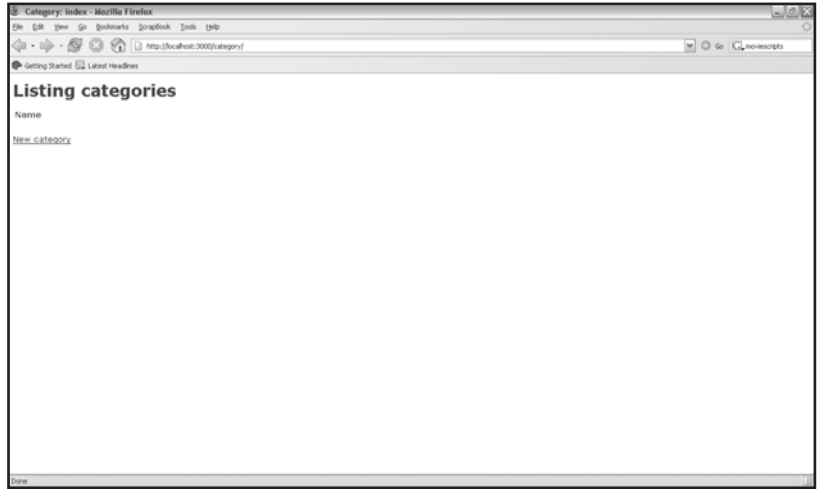 Category: index - Mozilla Firefox
File Edit View Go Bookmarks ScrapBook Tools Help
http://localhost:3000/category/ Go moviescripts
Getting Started Latest Headlines
Listing categories
Name
New category
Done